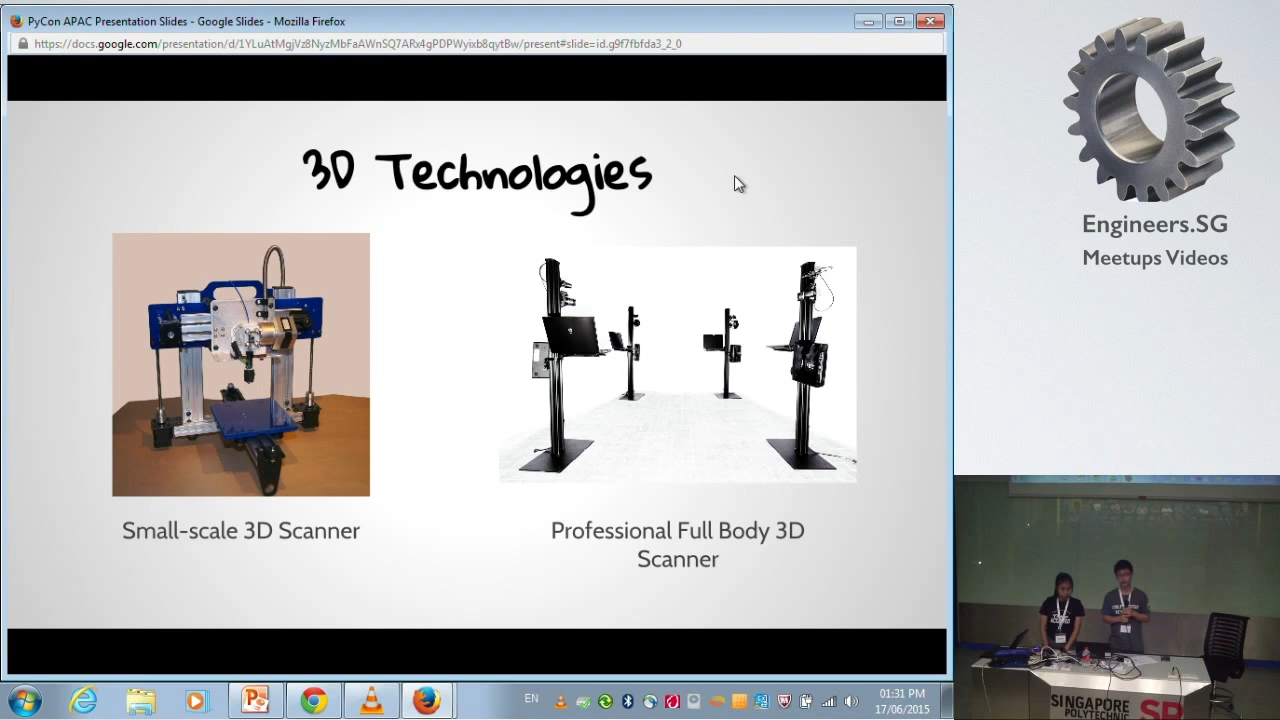 PyCon APAC Presentation Slides - Google Slides - Mozilla Firefox
https://docs.google.com/presentation/d/1YLuAtMgjVz8NyzMbFaAWnSQ7ARx4gPDPWyixb8qytBw/present#slide=id.g9f7fbfda3_2_0
3D Technologies
Small-scale 3D Scanner
Professional Full Body 3D
Scanner
EN
01:31 PM
17/06/2015
Engineers.SG
Meetups Videos
SINGAPORE
POLYTECHNIC
SP